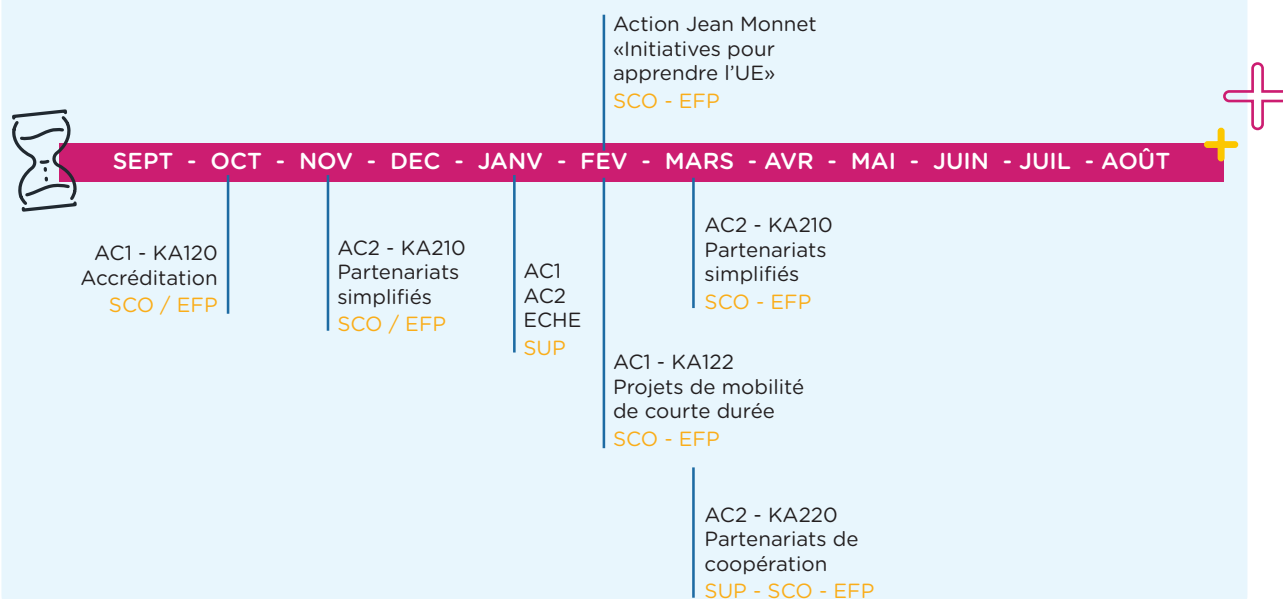 Action Jean Monnet
«Initiatives pour
apprendre l’UE»
SCO - EFP
SEPT - OCT - NOV - DEC - JANV - FEV - MARS - AVR - MAI - JUIN - JUIL - AOÛT
AC1 - KA120
Accréditation
SCO / EFP
AC2 - KA210
Partenariats
simplifiés
SCO / EFP
AC1
AC2
ECHE
SUP
AC1 - KA122
Projets de mobilité
de courte durée
SCO - EFP
AC2 - KA210
Partenariats
simplifiés
SCO - EFP
AC2 - KA220
Partenariats de
coopération
SUP - SCO - EFP